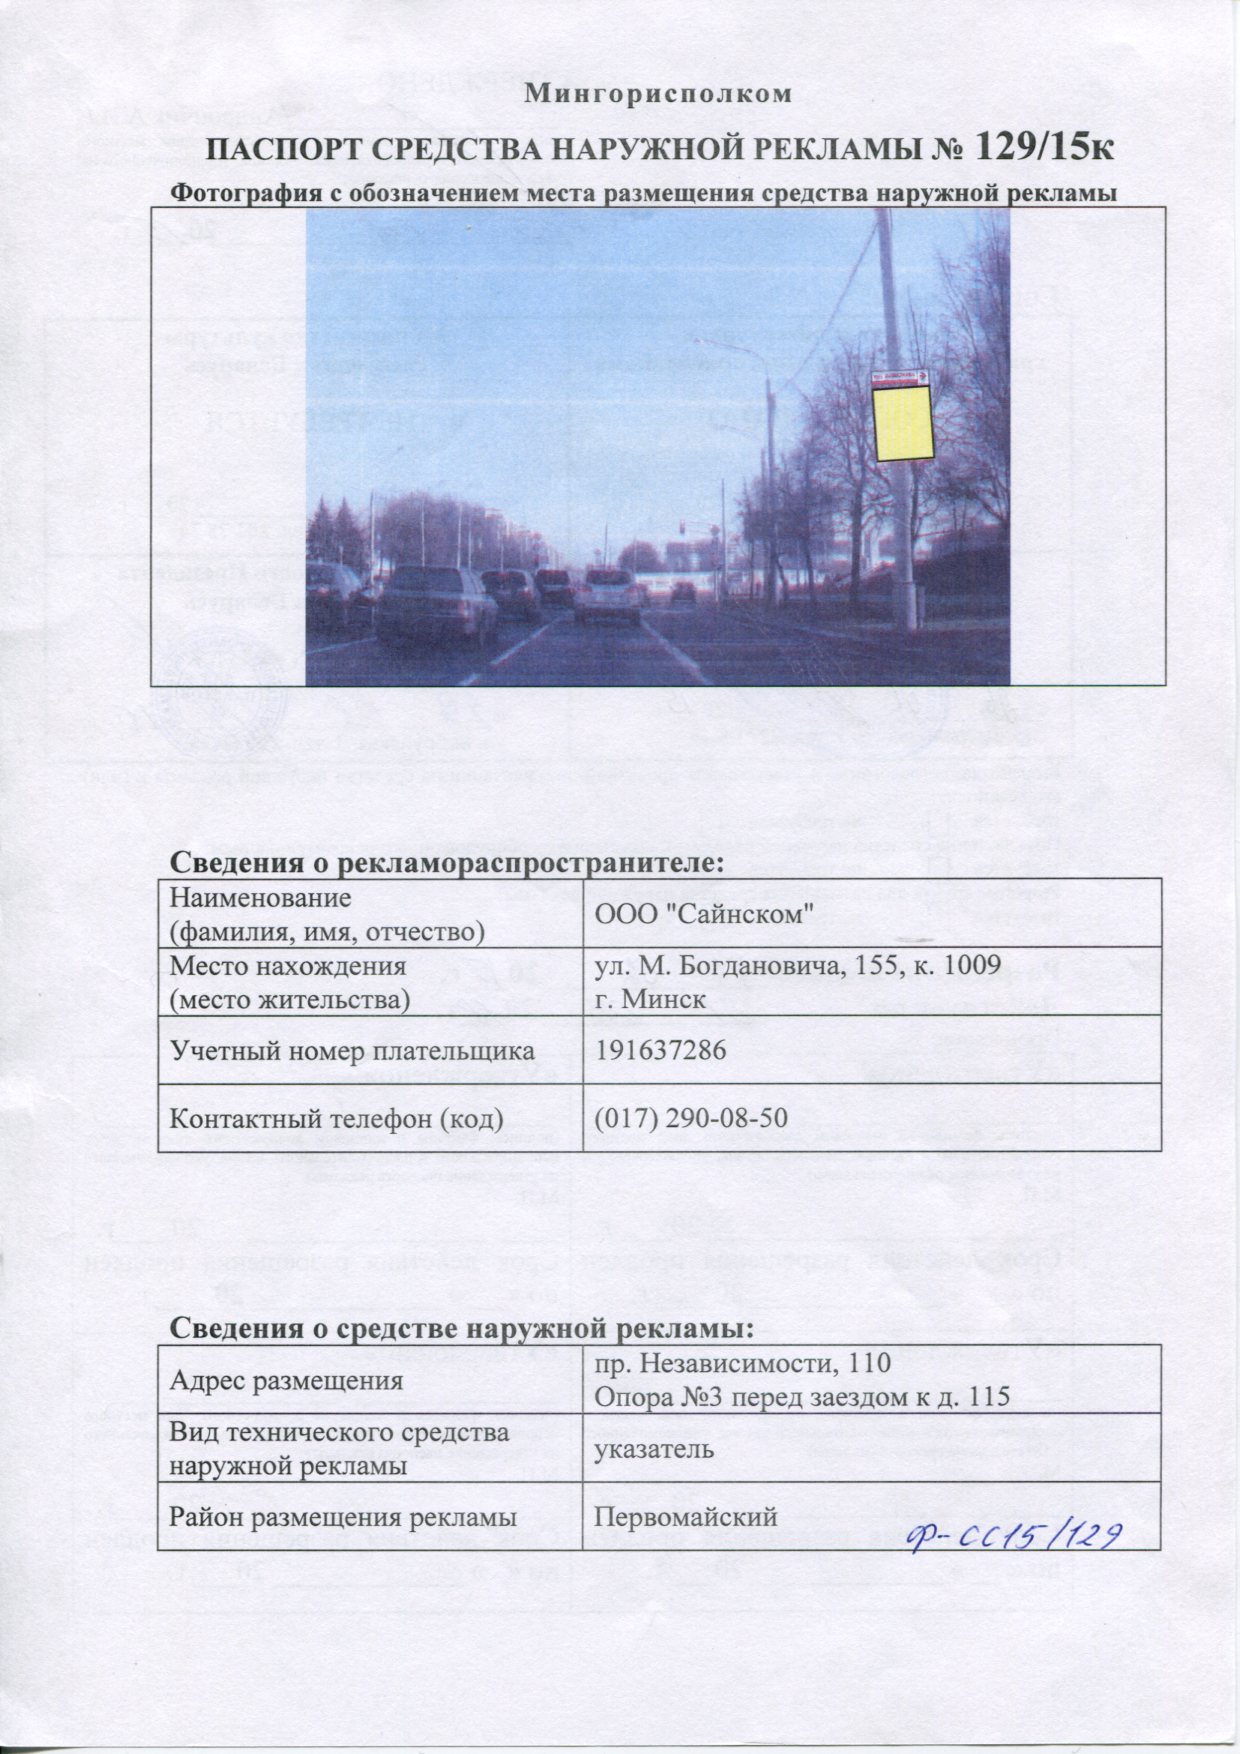 Мингорисполком
ПАСПОРТ СРЕДСТВА НАРУЖНОЙ РЕКЛАМЫ № 129/15к
Фотография с обозначением места размещения средства наружной рекламы
Сведения о рекламораспространителе:
Наименование
(фамилия, имя, отчество)
ООО "Сайнском"
Место нахождения
(место жительства)
ул. М. Богдановича, 155, к. 1009
г. Минск
Учетный номер плательщика
191637286
Контактный телефон (код)
(017) 290-08-50
Сведения о средстве наружной рекламы:
Адрес размещения
пр. Независимости, 110
Опора №3 перед заездом к д. 115
Вид технического средства
наружной рекламы
указатель
Район размещения рекламы
Первомайский
ф-СС15/129